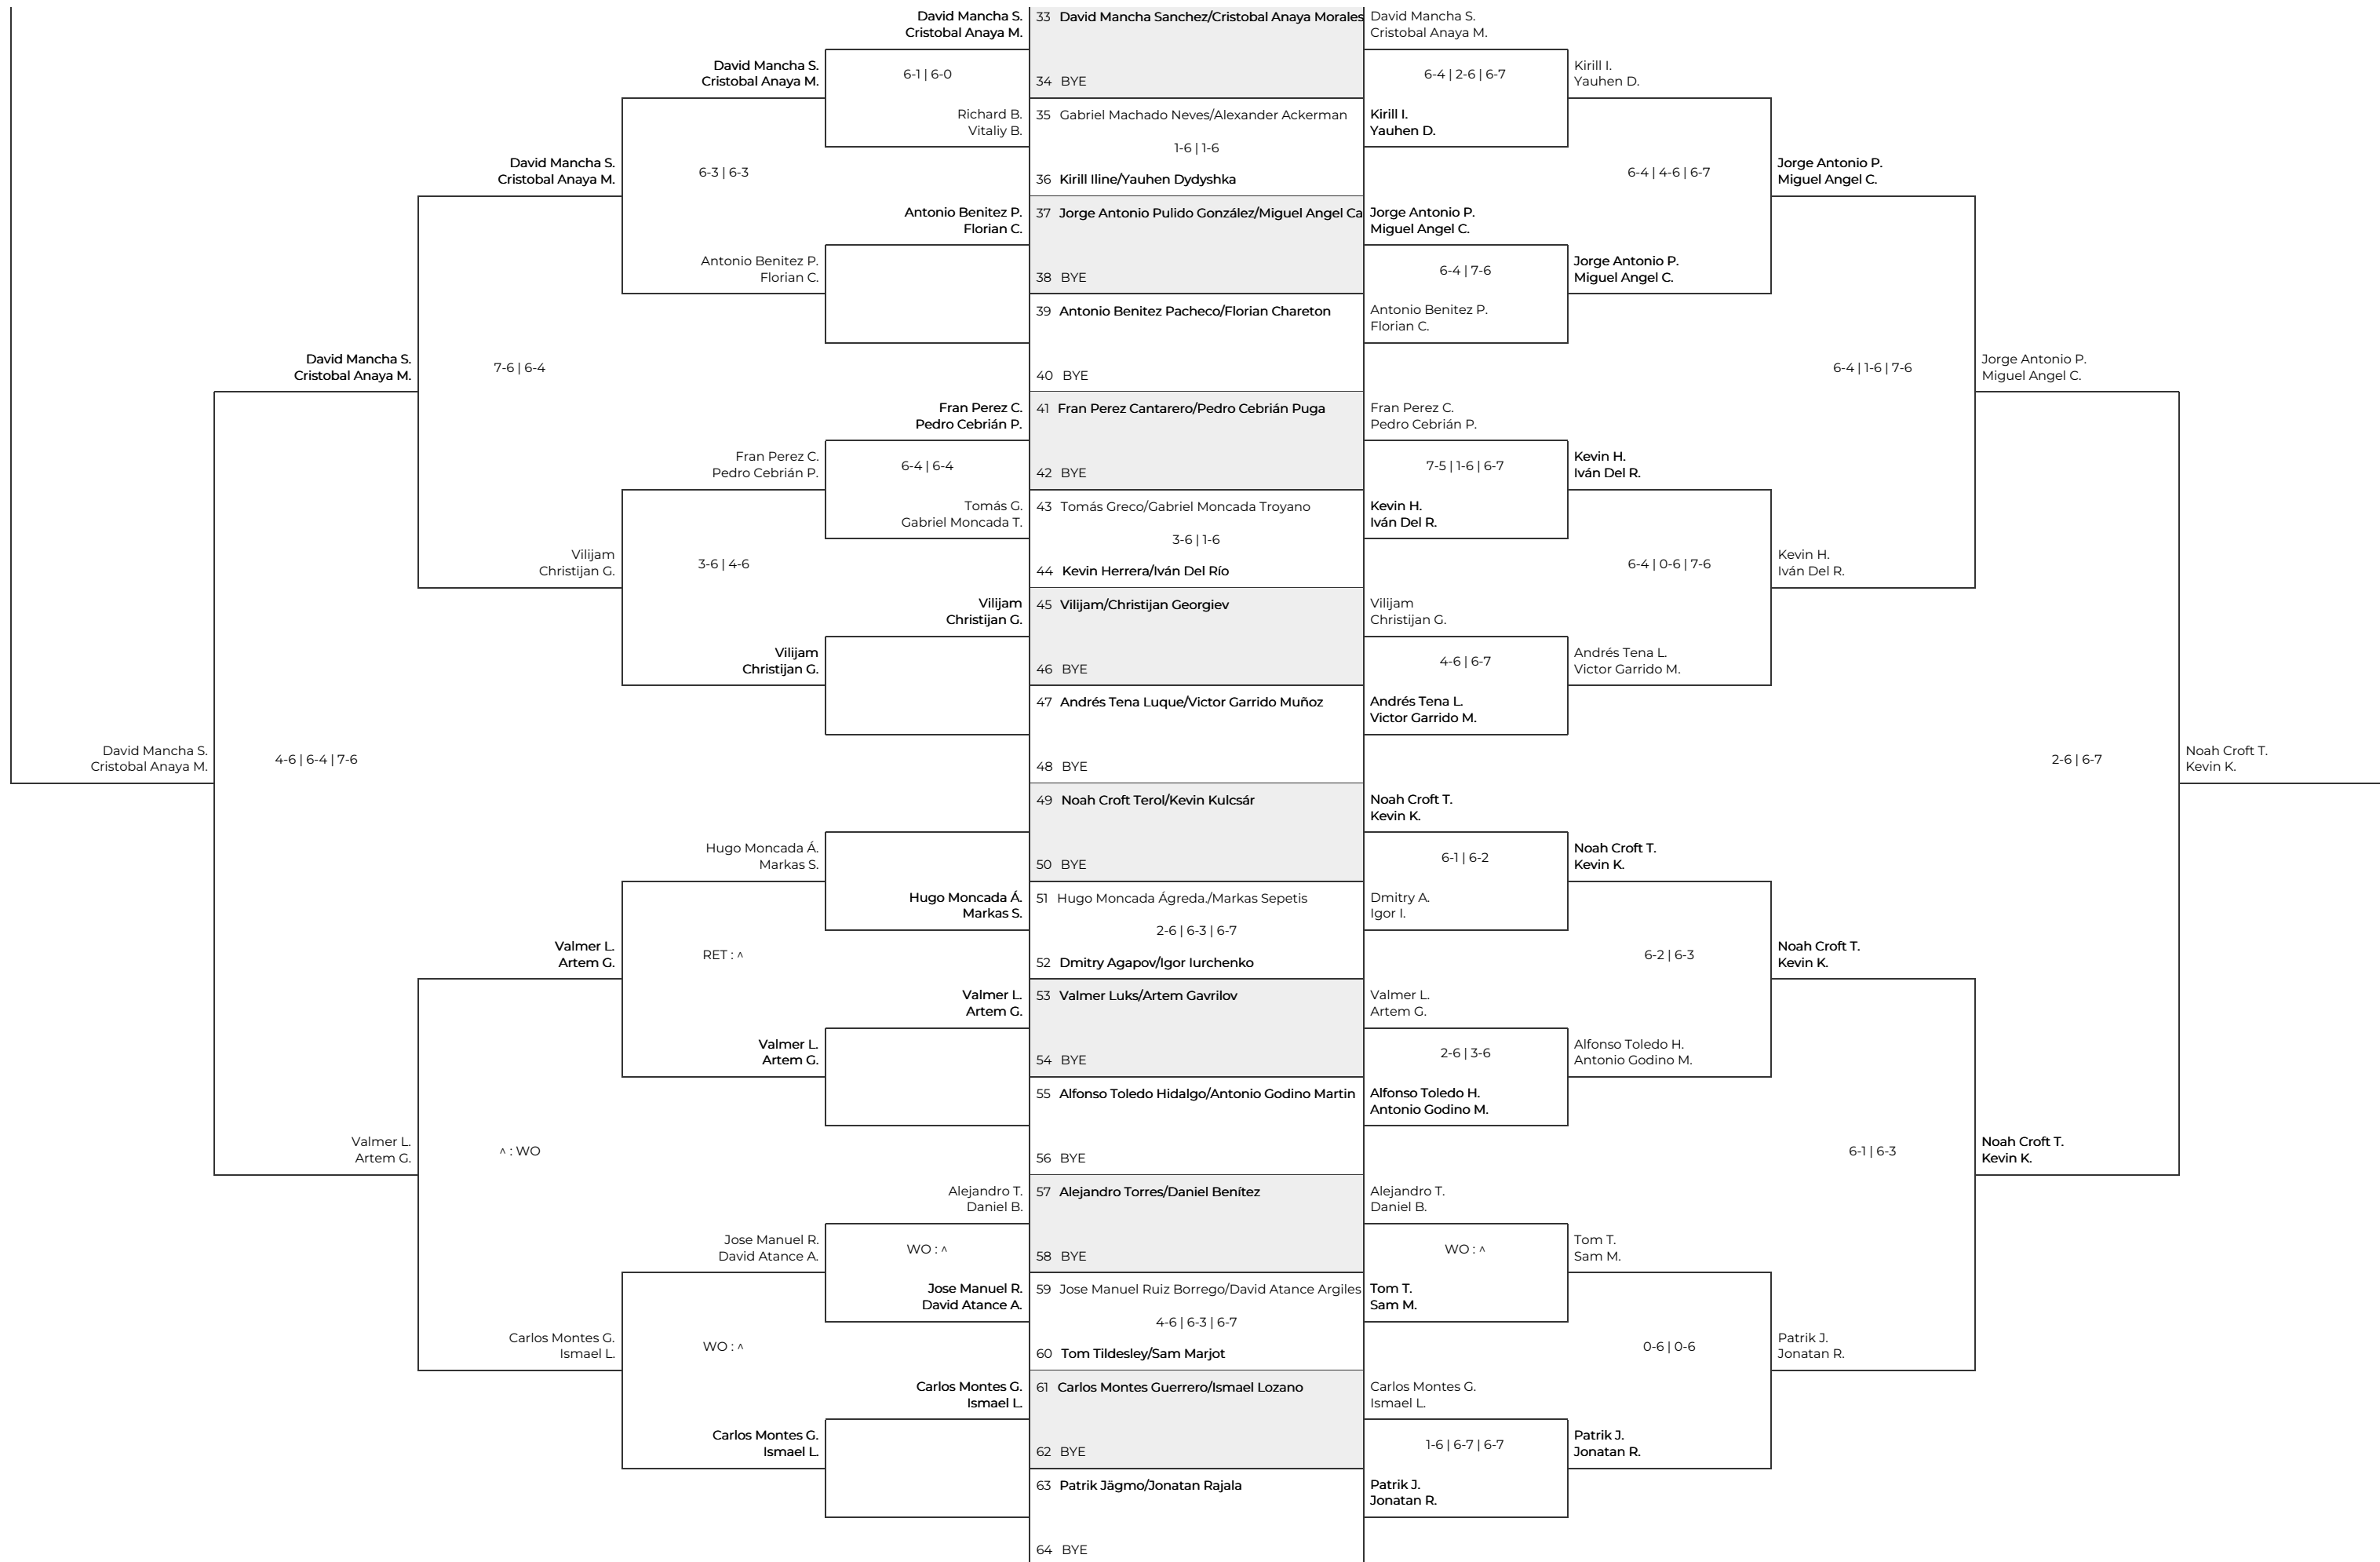 David Mancha S.
Cristobal Anaya M.
33 David Mancha Sanchez/Cristobal Anaya Morales
David Mancha S.
Cristobal Anaya M.
David Mancha S.
Cristobal Anaya M.
6-1 | 6-0
34 BYE
6-4 | 2-6 | 6-7
Kirill I.
Yauhen D.
Richard B.
Vitaliy B.
35 Gabriel Machado Neves/Alexander Ackerman
Kirill I.
Yauhen D.
1-6 | 1-6
David Mancha S.
Cristobal Anaya M.
6-3 | 6-3
36 Kirill Iline/Yauhen Dydyshka
6-4 | 4-6 | 6-7
Jorge Antonio P.
Miguel Angel C.
Antonio Benitez P.
Florian C.
37 Jorge Antonio Pulido González/Miguel Angel Ca
Jorge Antonio P.
Miguel Angel C.
Antonio Benitez P.
Florian C.
38 BYE
6-4 | 7-6
Jorge Antonio P.
Miguel Angel C.
39 Antonio Benitez Pacheco/Florian Chareton
Antonio Benitez P.
Florian C.
David Mancha S.
Cristobal Anaya M.
7-6 | 6-4
40 BYE
6-4 | 1-6 | 7-6
Jorge Antonio P.
Miguel Angel C.
Fran Perez C.
Pedro Cebrián P.
41 Fran Perez Cantarero/Pedro Cebrián Puga
Fran Perez C.
Pedro Cebrián P.
Fran Perez C.
Pedro Cebrián P.
6-4 | 6-4
42 BYE
7-5 | 1-6 | 6-7
Kevin H.
Iván Del R.
Tomás G.
Gabriel Moncada T.
43 Tomás Greco/Gabriel Moncada Troyano
Kevin H.
Iván Del R.
3-6 | 1-6
Vilijam
Christijan G.
3-6 | 4-6
44 Kevin Herrera/Iván Del Río
6-4 | 0-6 | 7-6
Kevin H.
Iván Del R.
Vilijam
Christijan G.
45 Vilijam/Christijan Georgiev
Vilijam
Christijan G.
Vilijam
Christijan G.
46 BYE
4-6 | 6-7
Andrés Tena L.
Victor Garrido M.
47 Andrés Tena Luque/Victor Garrido Muñoz
Andrés Tena L.
Victor Garrido M.
David Mancha S.
Cristobal Anaya M.
4-6 | 6-4 | 7-6
48 BYE
2-6 | 6-7
Noah Croft T.
Kevin K.
49 Noah Croft Terol/Kevin Kulcsár
Noah Croft T.
Kevin K.
Hugo Moncada Á.
Markas S.
50 BYE
6-1 | 6-2
Noah Croft T.
Kevin K.
Hugo Moncada Á.
Markas S.
51 Hugo Moncada Ágreda./Markas Sepetis
Dmitry A.
Igor I.
2-6 | 6-3 | 6-7
Valmer L.
Artem G.
RET : ^
52 Dmitry Agapov/Igor Iurchenko
6-2 | 6-3
Noah Croft T.
Kevin K.
Valmer L.
Artem G.
53 Valmer Luks/Artem Gavrilov
Valmer L.
Artem G.
Valmer L.
Artem G.
54 BYE
2-6 | 3-6
Alfonso Toledo H.
Antonio Godino M.
55 Alfonso Toledo Hidalgo/Antonio Godino Martin
Alfonso Toledo H.
Antonio Godino M.
Valmer L.
Artem G.
^ : WO
56 BYE
6-1 | 6-3
Noah Croft T.
Kevin K.
Alejandro T.
Daniel B.
57 Alejandro Torres/Daniel Benítez
Alejandro T.
Daniel B.
Jose Manuel R.
David Atance A.
WO : ^
58 BYE
WO : ^
Tom T.
Sam M.
Jose Manuel R.
David Atance A.
59 Jose Manuel Ruiz Borrego/David Atance Argiles
Tom T.
Sam M.
4-6 | 6-3 | 6-7
Carlos Montes G.
Ismael L.
WO : ^
60 Tom Tildesley/Sam Marjot
0-6 | 0-6
Patrik J.
Jonatan R.
Carlos Montes G.
Ismael L.
61 Carlos Montes Guerrero/Ismael Lozano
Carlos Montes G.
Ismael L.
Carlos Montes G.
Ismael L.
62 BYE
1-6 | 6-7 | 6-7
Patrik J.
Jonatan R.
63 Patrik Jägmo/Jonatan Rajala
Patrik J.
Jonatan R.
64 BYE